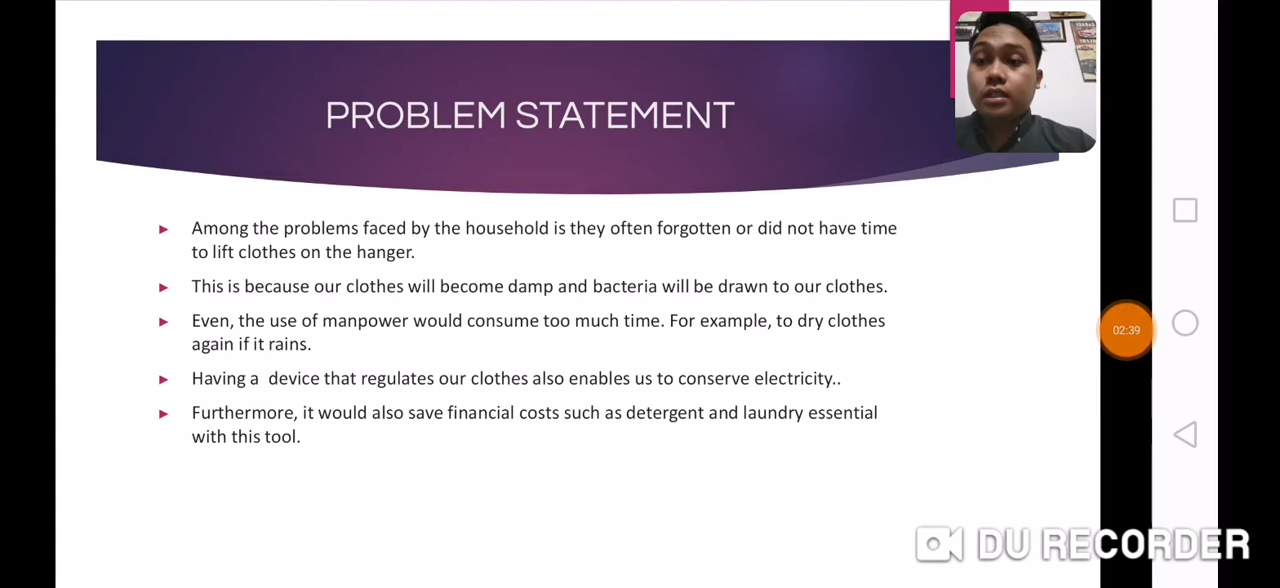 PROBLEM STATEMENT
Among the problems faced by the household is they often forgotten or did not have time
to lift clothes on the hanger.
This is because our clothes will become damp and bacteria will be drawn to our clothes.
Even, the use of manpower would consume too much time. For example, to dry clothes
again if it rains.
Having a  device that regulates our clothes also enables us to conserve electricity..
Furthermore, it would also save financial costs such as detergent and laundry essential
with this tool.
02:39
DU RECORDER